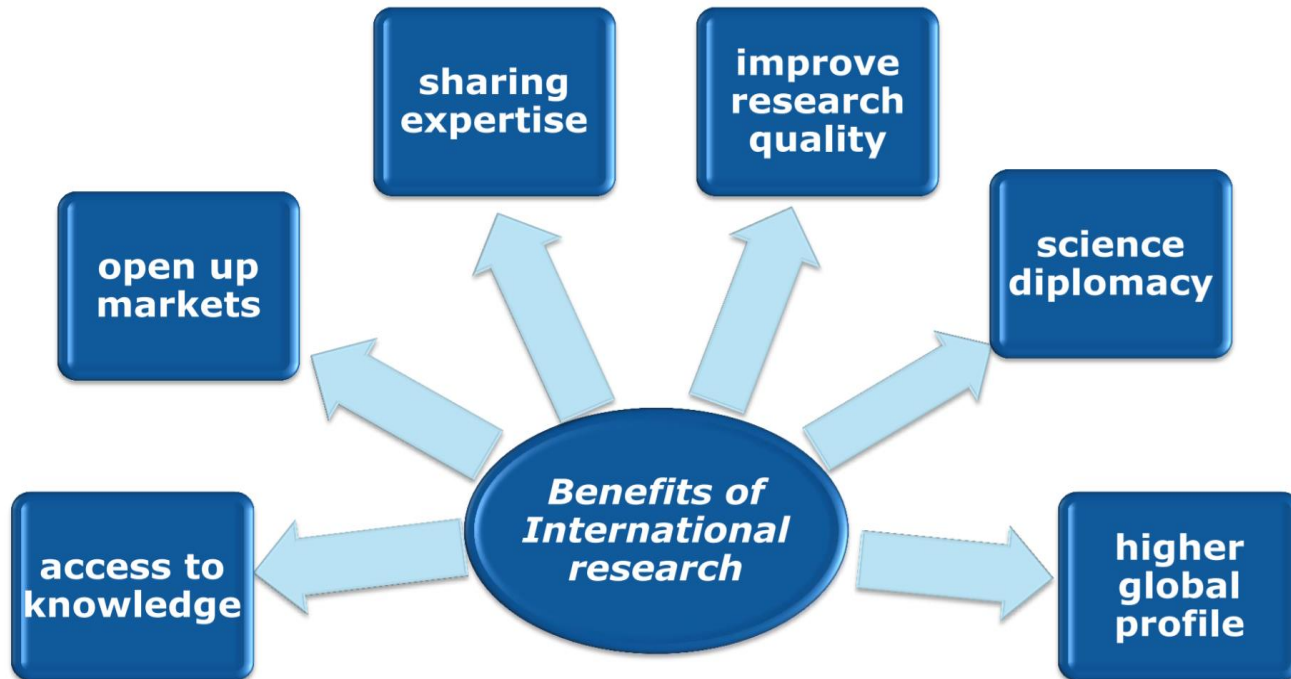 sharing
expertise
improve
research
quality
open up
markets
science
diplomacy
Benefits of
International
research
access to
knowledge
higher
global
profile